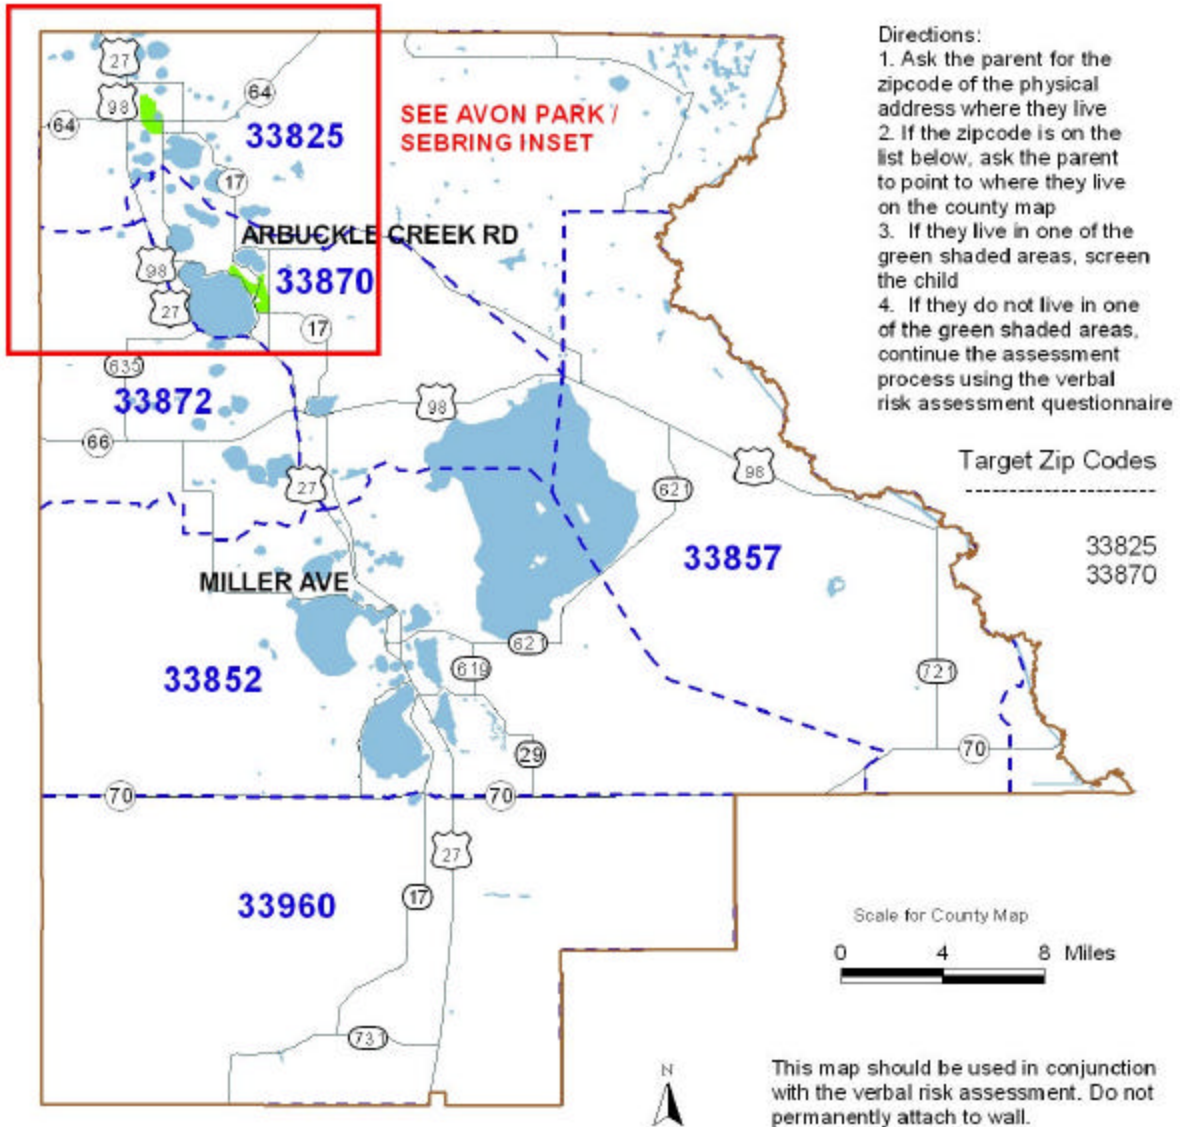 Directions:
1. Ask the parent for the
zipcode of the physical
address where they live
2. If the zipcode is on the
list below, ask the parent
to point to where they live
on the county map
3. If they live in one of the
green shaded areas, screen
the child
4. If they do not live in one
of the green shaded areas,
continue the assessment
process using the verbal
risk assessment questionnaire
Target Zip Codes
--------------------
33825
33870
27
98
64
64
33825
SEE AVON PARK /
SEBRING INSET
17
ARBUCKLE CREEK RD
98
33870
27
17
635
33872
98
66
27
98
621
33857
MILLER AVE
621
619
33852
721
29
70
70
70
27
17
33960
731
Scale for County Map
0 4 8 Miles
N
This map should be used in conjunction
with the verbal risk assessment. Do not
permanently attach to wall.